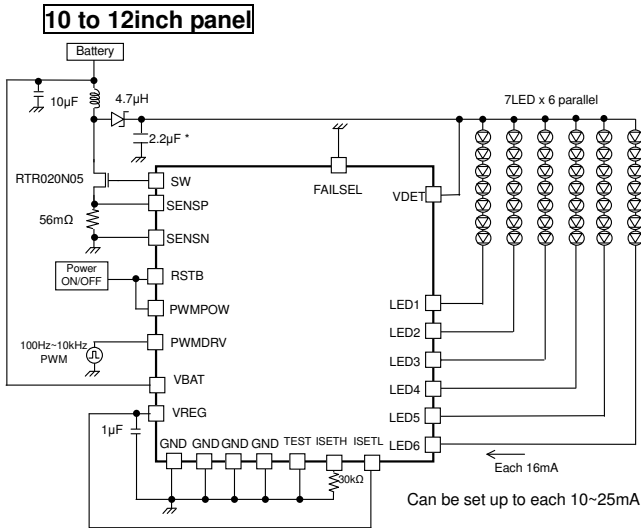 10 to 12inch panel
Battery
10μF
4.7μH
7LED x 6 parallel
2.2μF *
RTR020N05
SW
FAILSEL
VDET
SENSP
56mΩ
SENSN
Power
ON/OFF
RSTB
PWMPOW
LED1
100Hz~10kHz
PWM
PWMDRV
LED2
LED3
VBAT
LED4
VREG
LED5
1μF
GND GND GND GND TEST ISETH ISETL
LED6
30kΩ
Each 16mA
Can be set up to each 10~25mA